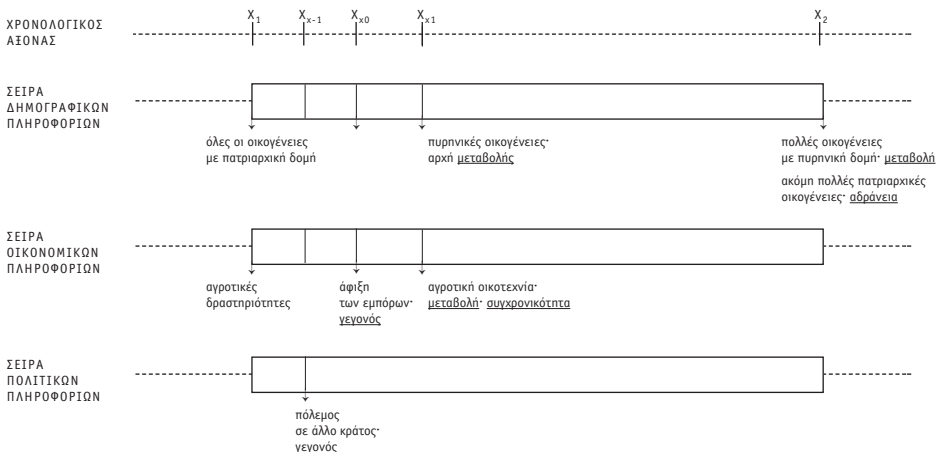 ΧΡΟΝΟΛΟΓΙΚΟΣ
ΑΞΟΝΑΣ
X1
Xx-1
Xx0
Xx1
X2
ΣΕΙΡΑ
ΔΗΜΟΓΡΑΦΙΚΩΝ
ΠΛΗΡΟΦΟΡΙΩΝ
όλες οι οικογένειες
με πατριαρχική δομή
πυρηνικές οικογένειες·
αρχή μεταβολής
πολλές οικογένειες
με πυρηνική δομή· μεταβολή
ακόμη πολλές πατριαρχικές
οικογένειες· αδράνεια
ΣΕΙΡΑ
ΟΙΚΟΝΟΜΙΚΩΝ
ΠΛΗΡΟΦΟΡΙΩΝ
αγροτικές
δραστηριότητες
άφιξη
των εμπόρων·
γεγονός
αγροτική οικοτεχνία·
μεταβολή· συγχρονικότητα
ΣΕΙΡΑ
ΠΟΛΙΤΙΚΩΝ
ΠΛΗΡΟΦΟΡΙΩΝ
πόλεμος
σε άλλο κράτος·
γεγονός